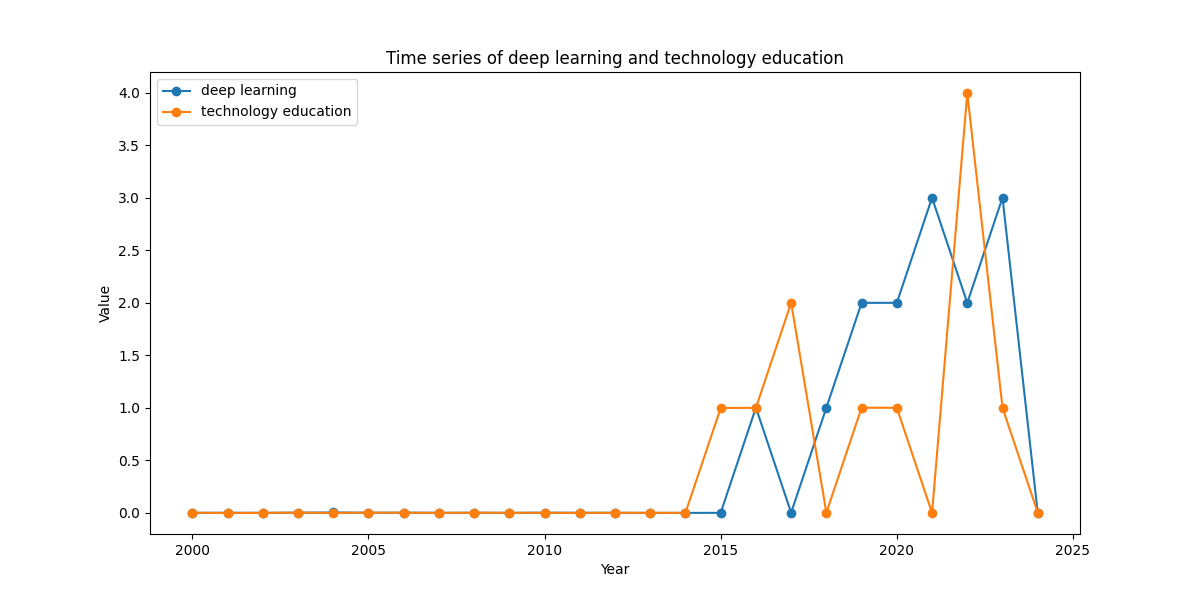 Time series of deep learning and technology education
deep learning
technology education
4.0
3.5
3.0
2.5
2.0
1.5
1.0
0.5
0.0
Value
2000 2005 2010 2015 2020 2025
Year